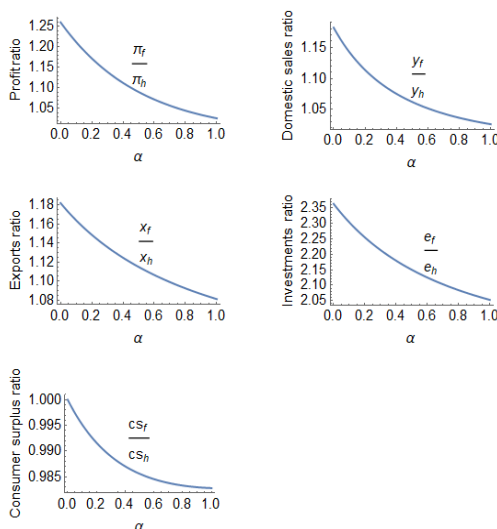 Profit ratio
1.25
1.20
1.15
1.10
1.05
π_f
π_h
0.0 0.2 0.4 0.6 0.8 1.0
α
Domestic sales ratio
1.15
1.10
1.05
y_f
y_h
0.0 0.2 0.4 0.6 0.8 1.0
α
Exports ratio
1.18
1.16
1.14
1.12
1.10
1.08
x_f
x_h
0.0 0.2 0.4 0.6 0.8 1.0
α
Investments ratio
2.35
2.30
2.25
2.20
2.15
2.10
2.05
e_f
e_h
0.0 0.2 0.4 0.6 0.8 1.0
α
Consumer surplus ratio
1.000
0.995
0.990
0.985
cs_f
cs_h
0.0 0.2 0.4 0.6 0.8 1.0
α